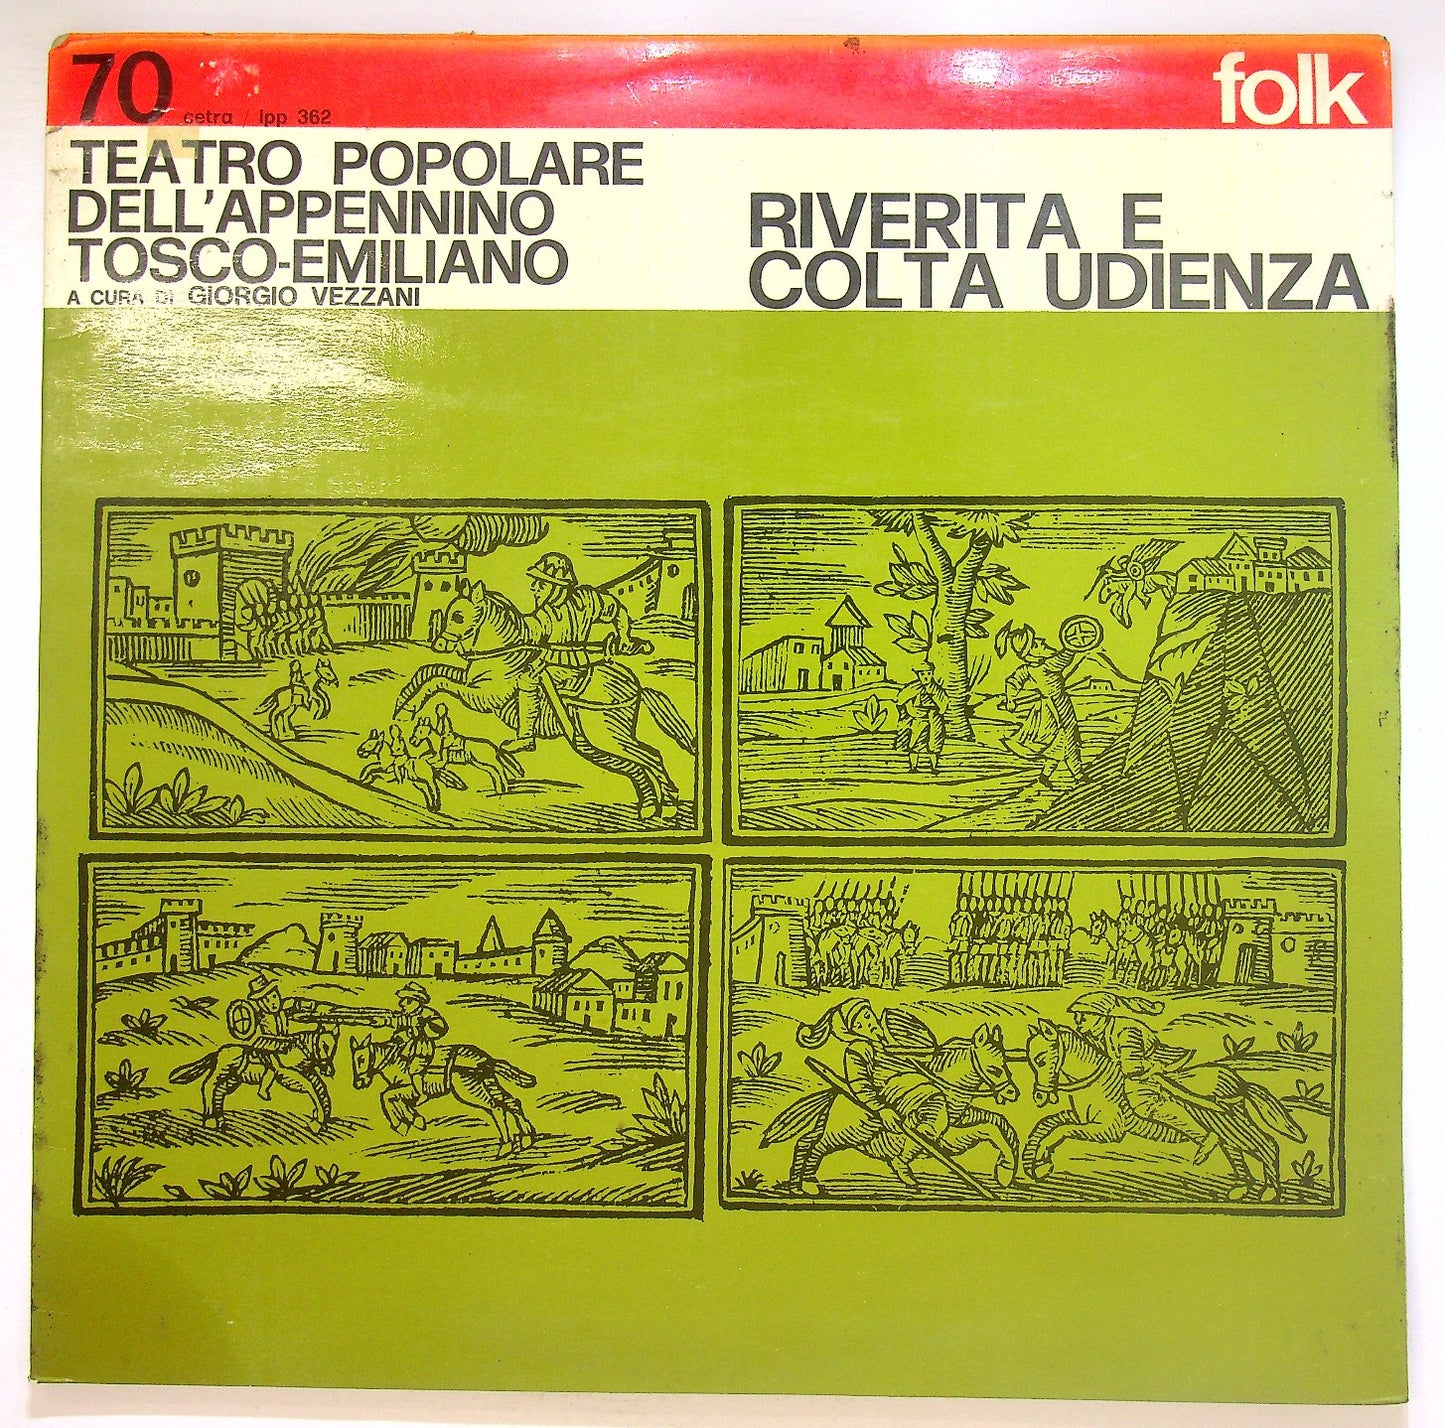 70 cetra / lpp 362
folk
TEATRO POPOLARE
DELL'APPENNINO
TOSCO-EMILIANO
A CURA DI GIORGIO VEZZANI
RIVERITA E
COLTA UDIENZA